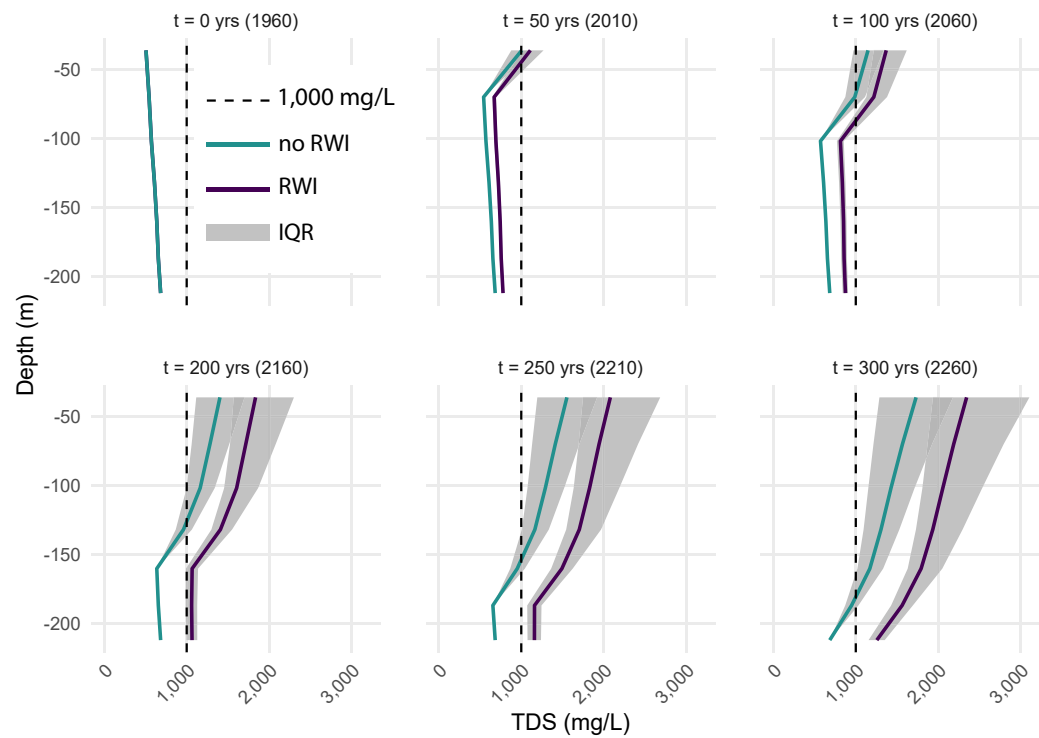 t = 0 yrs (1960)
t = 50 yrs (2010)
t = 100 yrs (2060)
-50
-100
-150
-200
1,000 mg/L
no RWI
RWI
IQR
Depth (m)
t = 200 yrs (2160)
t = 250 yrs (2210)
t = 300 yrs (2260)
-50
-100
-150
-200
0
1,000
2,000
3,000
0
1,000
2,000
3,000
0
1,000
2,000
3,000
TDS (mg/L)